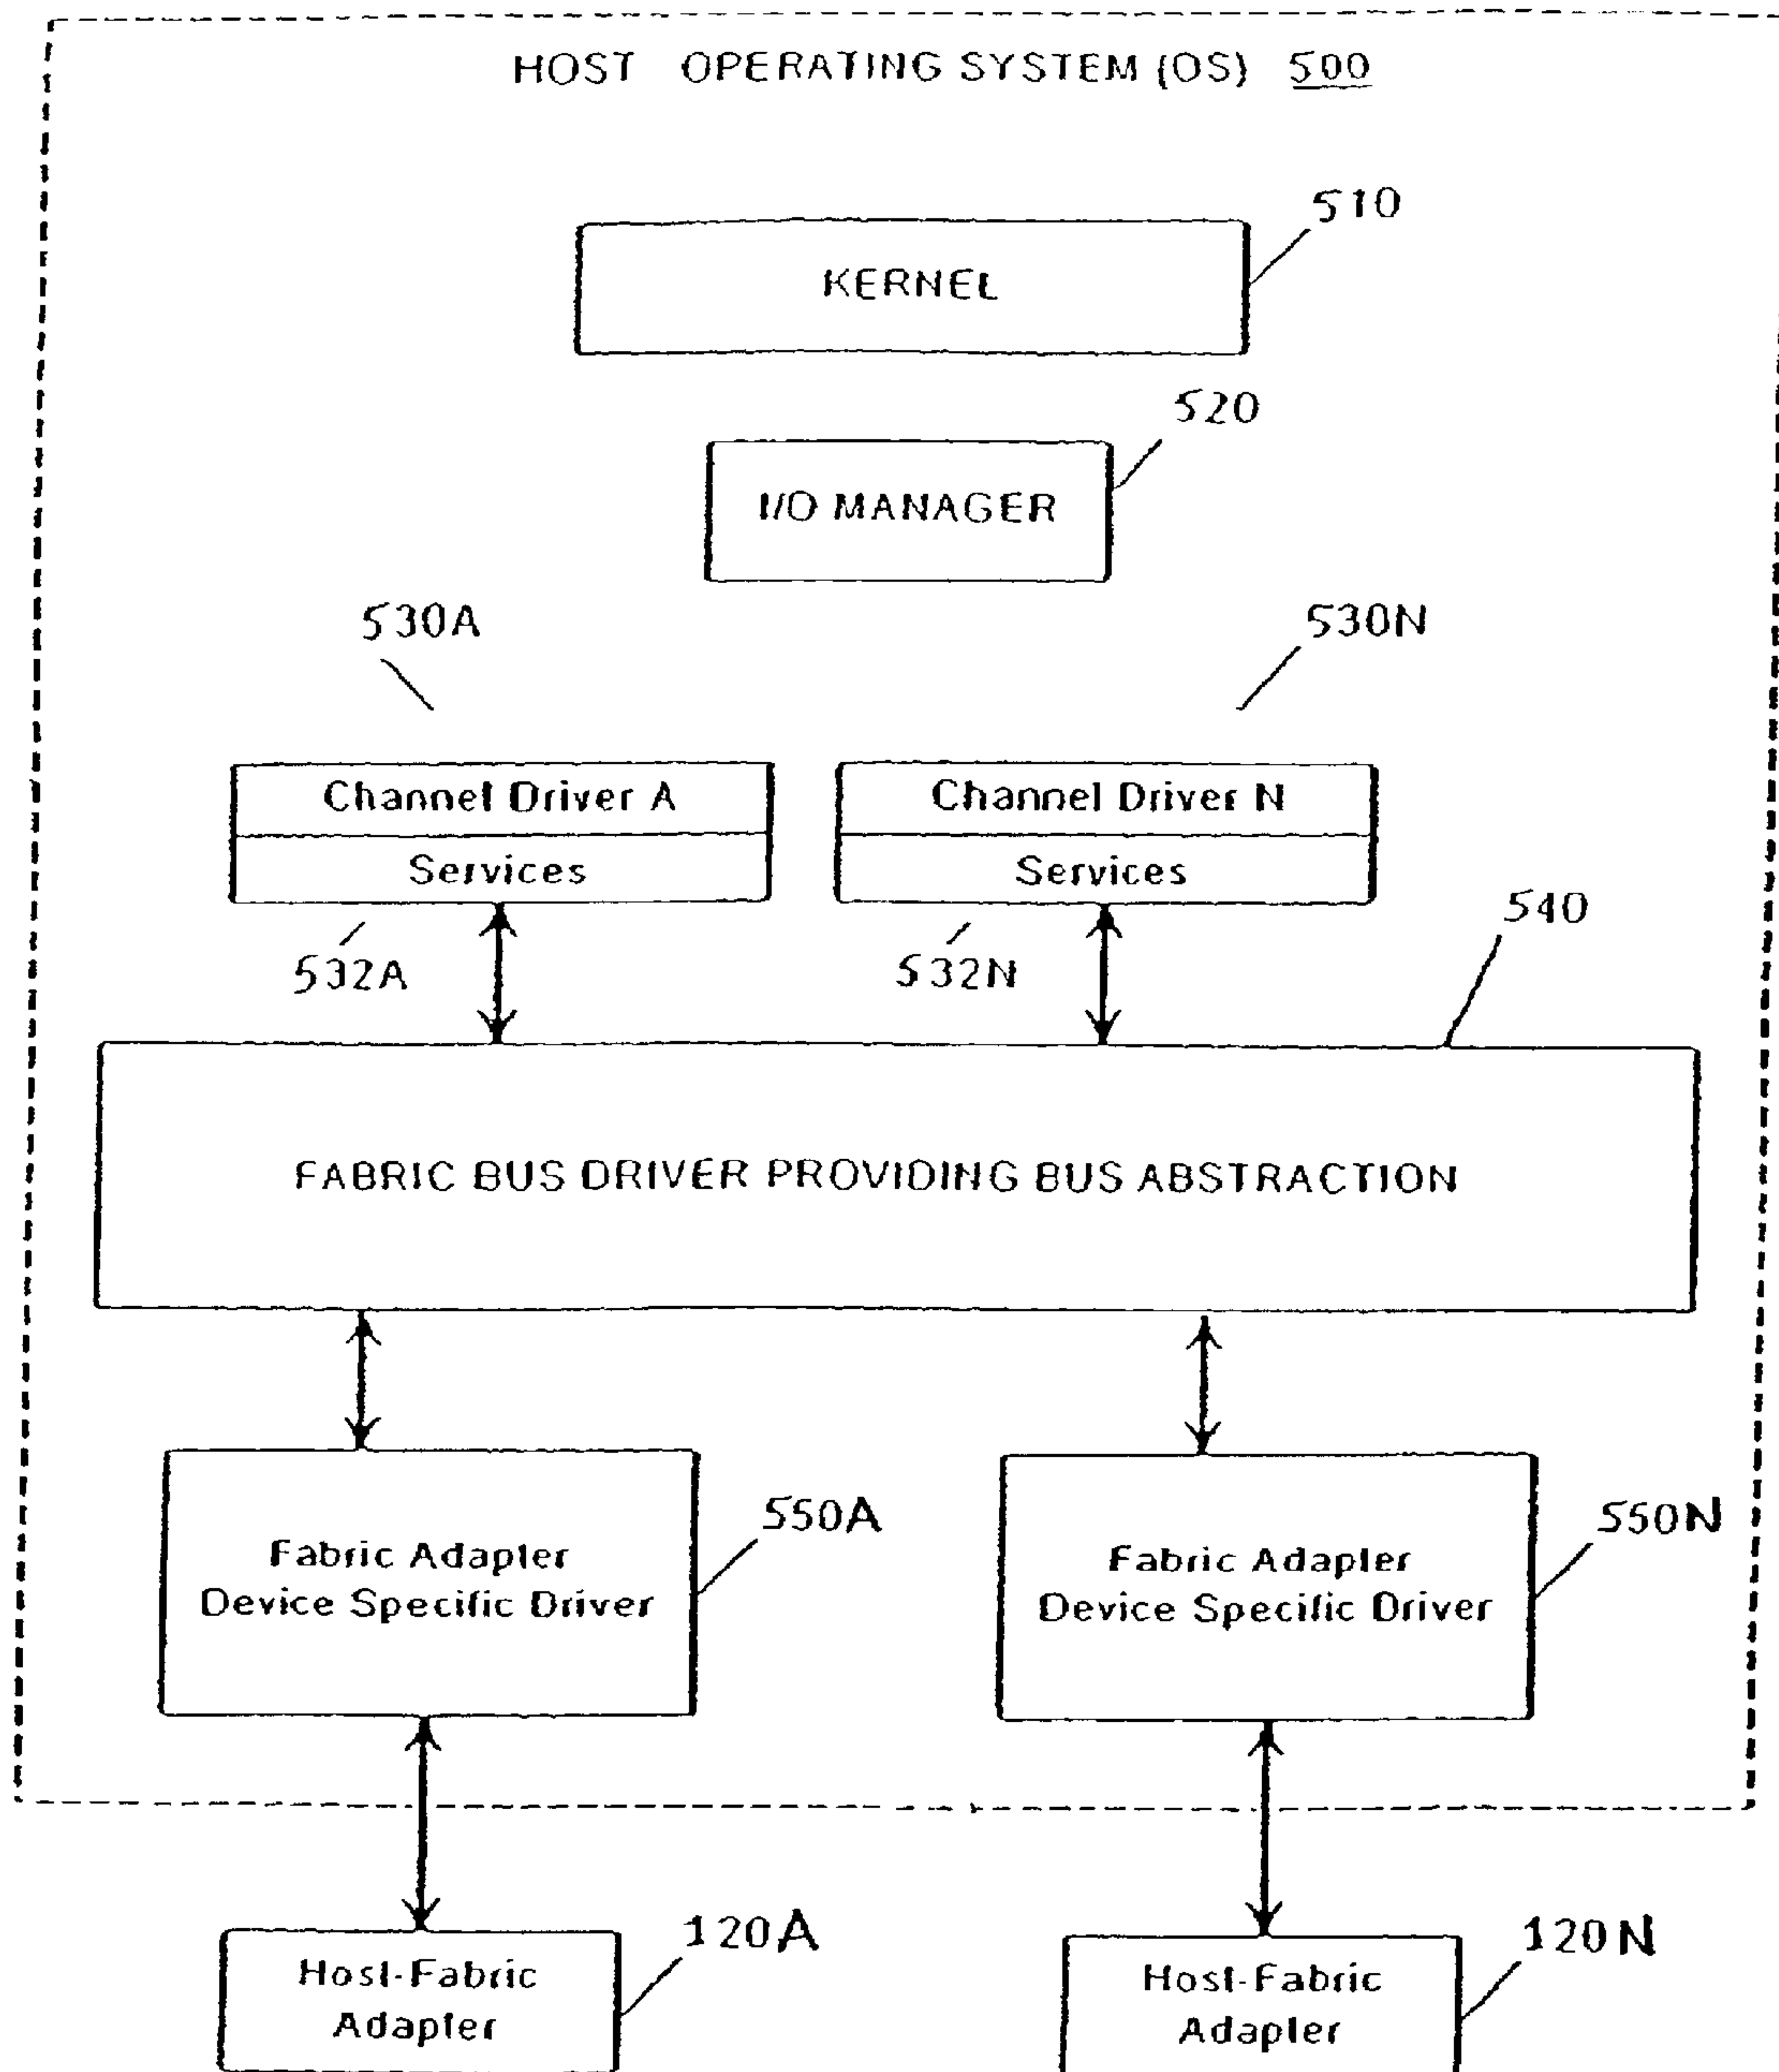 HOST OPERATING SYSTEM (OS) 500
510
KERNEL
520
I/O MANAGER
530A
530N
Channel Driver A
Services
Channel Driver N
Services
532A
532N
540
FABRIC BUS DRIVER PROVIDING BUS ABSTRACTION
550A
Fabric Adapter
Device Specific Driver
550N
Fabric Adapter
Device Specific Driver
120A
Host-Fabric
Adapter
120N
Host-Fabric
Adapter